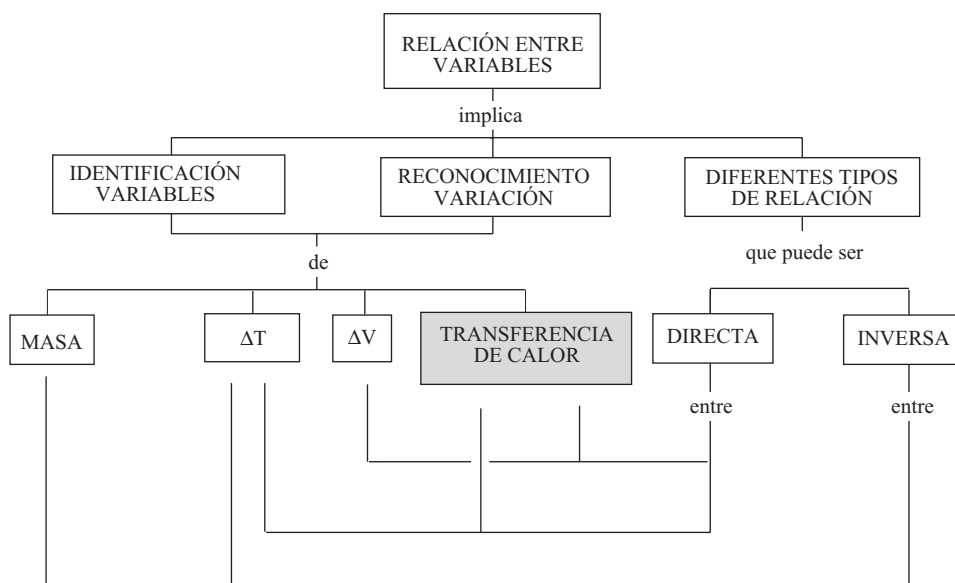 RELACIÓN ENTRE
VARIABLES
implica
IDENTIFICACIÓN
VARIABLES
RECONOCIMIENTO
VARIACIÓN
DIFERENTES TIPOS
DE RELACIÓN
de
que puede ser
MASA
ΔT
ΔV
TRANSFERENCIA
DE CALOR
DIRECTA
INVERSA
entre
entre